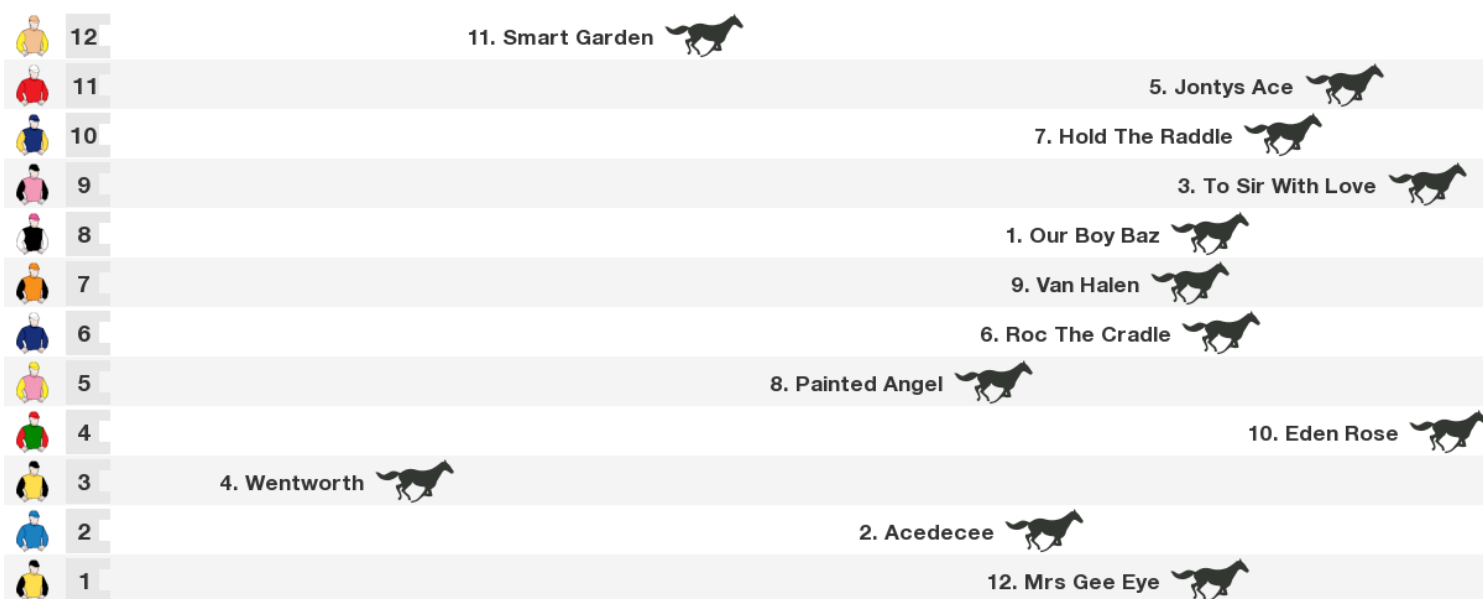 12 11. Smart Garden
11 5. Jontys Ace
10 7. Hold The Raddle
9 3. To Sir With Love
8 1. Our Boy Baz
7 9. Van Halen
6 6. Roc The Cradle
5 8. Painted Angel
4 10. Eden Rose
3 4. Wentworth
2 2. Acedecee
1 12. Mrs Gee Eye